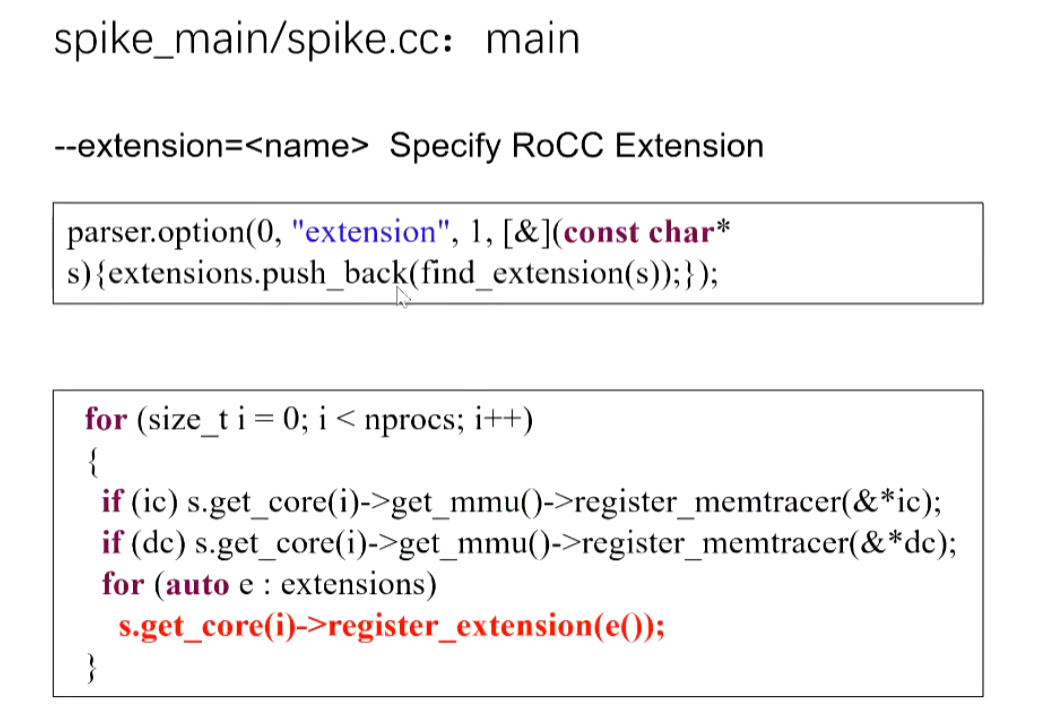 spike_main/spike.cc： main
--extension=<name>  Specify RoCC Extension
parser.option(0, "extension", 1, [&](const char*
s){extensions.push_back(find_extension(s));});
for (size_t i = 0; i < nprocs; i++)
{
if (ic) s.get_core(i)->get_mmu()->register_memtracer(&*ic);
if (dc) s.get_core(i)->get_mmu()->register_memtracer(&*dc);
for (auto e : extensions)
s.get_core(i)->register_extension(e());
}